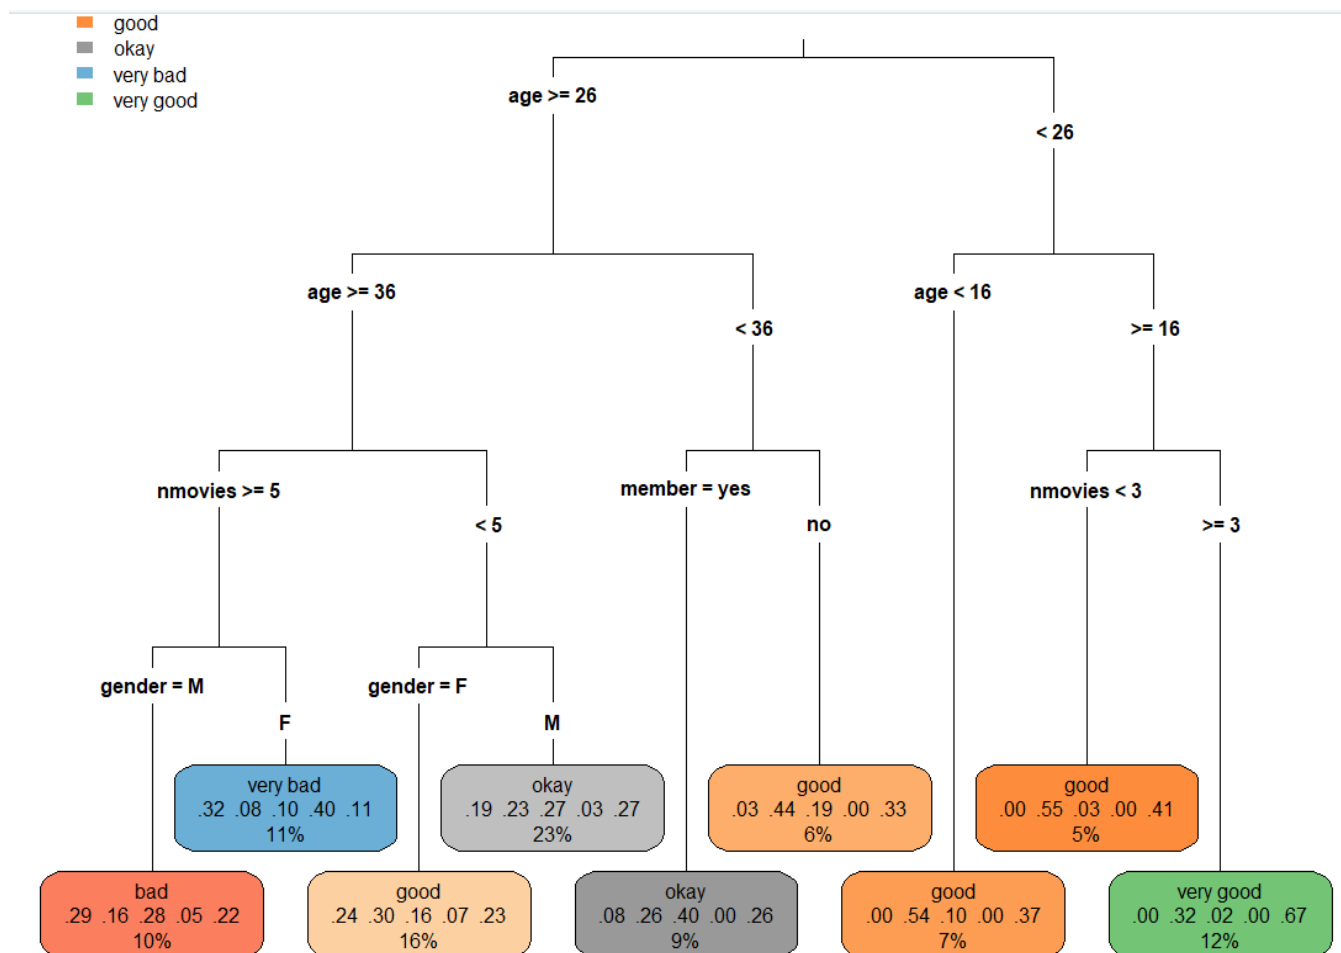 good
okay
very bad
very good
age >= 26
< 26
age >= 36
< 36
age < 16
>= 16
nmovies >= 5
< 5
member = yes
no
nmovies < 3
>= 3
gender = M
F
gender = F
M
very bad
.32 .08 .10 .40 .11
11%
okay
.19 .23 .27 .03 .27
23%
good
.03 .44 .19 .00 .33
6%
good
.00 .55 .03 .00 .41
5%
bad
.29 .16 .28 .05 .22
10%
good
.24 .30 .16 .07 .23
16%
okay
.08 .26 .40 .00 .26
9%
good
.00 .54 .10 .00 .37
7%
very good
.00 .32 .02 .00 .67
12%